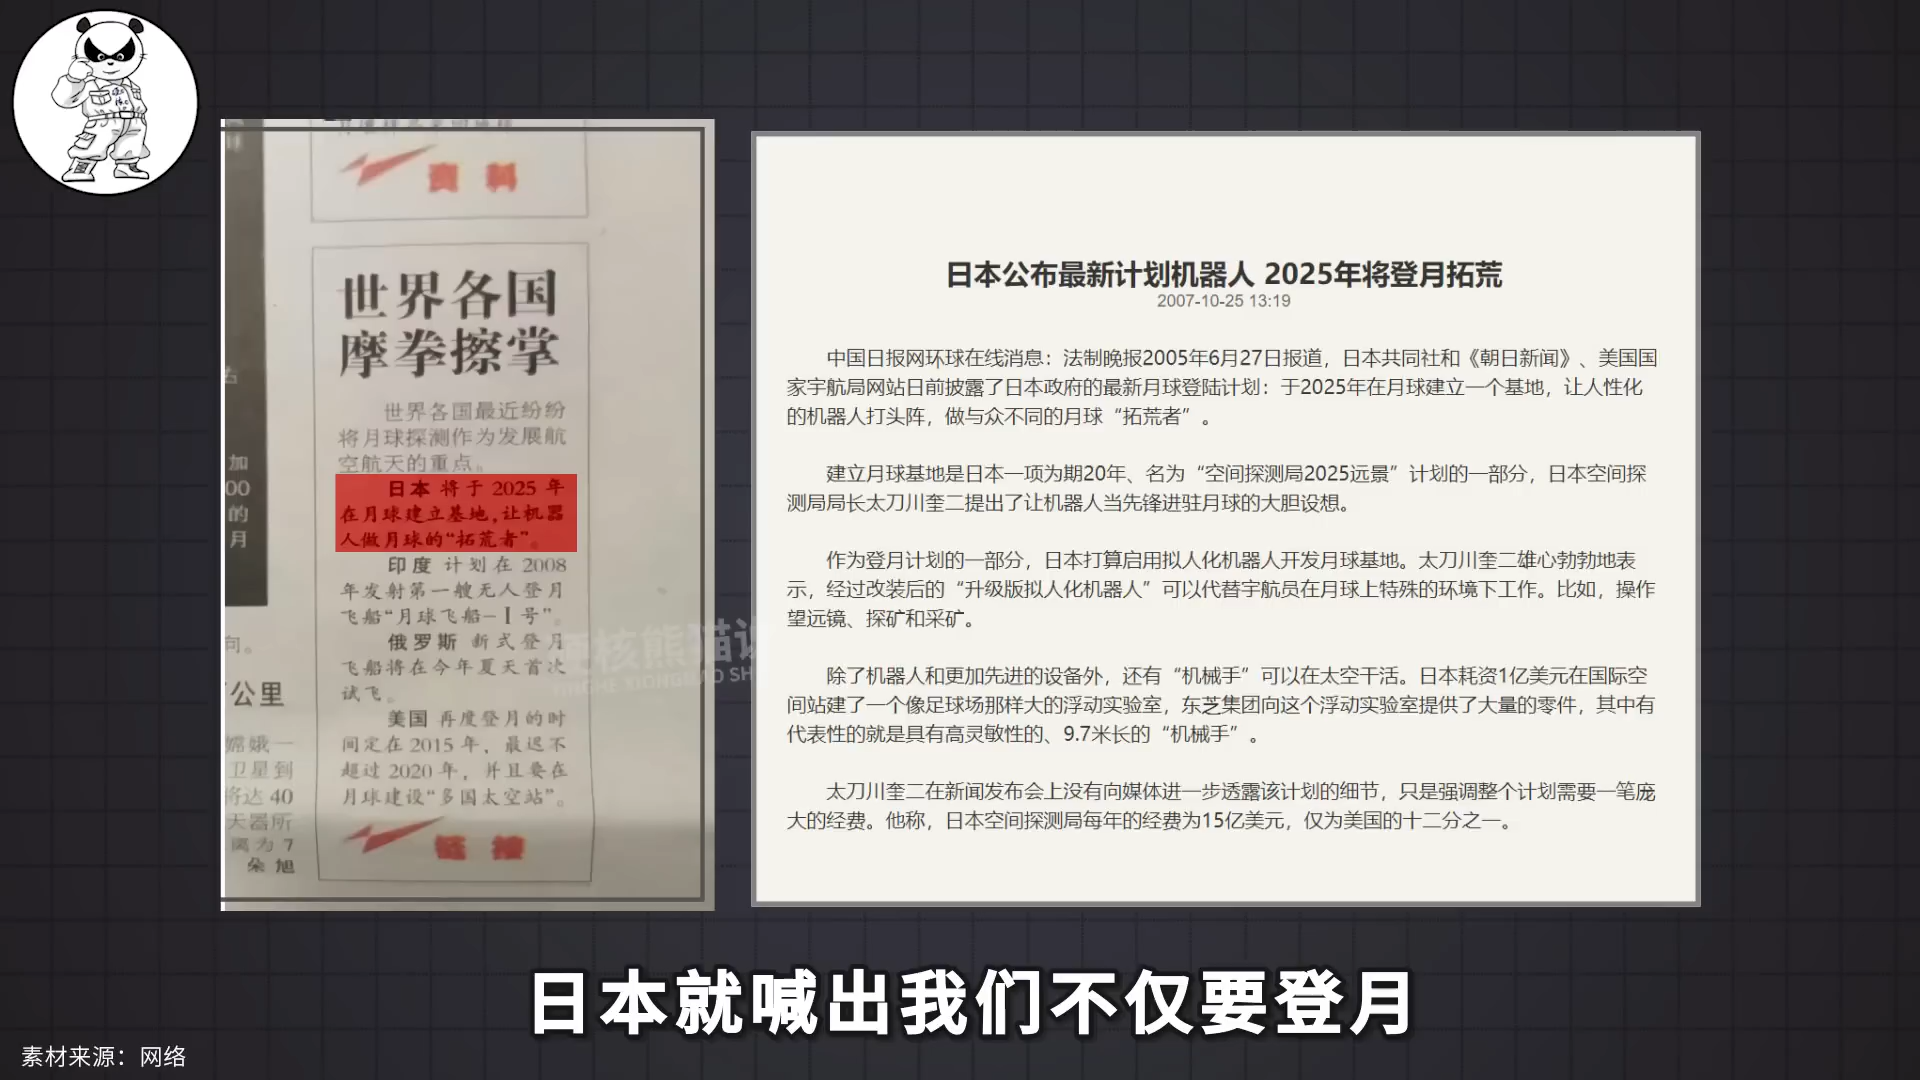 资 料
世界各国
摩拳擦掌
世界各国最近纷纷
将月球探测作为发展航
空航天的重点。
日本 将于 2025 年
在月球建立基地,让机器
人做月球的“拓荒者”。
印度 计划在 2008
年发射第一艘无人登月
飞船“月球飞船-I号”。
俄罗斯 新式登月
飞船将在今年夏天首次
试飞。
美国 再度登月的时
间定在 2015 年，最迟不
超过 2020 年，并且要在
月球建设“多国太空站”。
链 接
加
00
的
月
向。
公里
嫦娥一
卫星到
将达 40
天器所
离为 7
朵 旭
日本公布最新计划机器人 2025年将登月拓荒
2007-10-25 13:19
中国日报网环球在线消息：法制晚报2005年6月27日报道，日本共同社和《朝日新闻》、美国国
家宇航局网站日前披露了日本政府的最新月球登陆计划：于2025年在月球建立一个基地，让人性化
的机器人打头阵，做与众不同的月球“拓荒者”。
建立月球基地是日本一项为期20年、名为“空间探测局2025远景”计划的一部分，日本空间探
测局局长太刀川奎二提出了让机器人当先锋进驻月球的大胆设想。
作为登月计划的一部分，日本打算启用拟人化机器人开发月球基地。太刀川奎二雄心勃勃地表
示，经过改装后的“升级版拟人化机器人”可以代替宇航员在月球上特殊的环境下工作。比如，操作
望远镜、探矿和采矿。
除了机器人和更加先进的设备外，还有“机械手”可以在太空干活。日本耗资1亿美元在国际空
间站建了一个像足球场那样大的浮动实验室，东芝集团向这个浮动实验室提供了大量的零件，其中有
代表性的就是具有高灵敏性的、9.7米长的“机械手”。
太刀川奎二在新闻发布会上没有向媒体进一步透露该计划的细节，只是强调整个计划需要一笔庞
大的经费。他称，日本空间探测局每年的经费为15亿美元，仅为美国的十二分之一。
核熊猫
日本就喊出我们不仅要登月
素材来源：网络